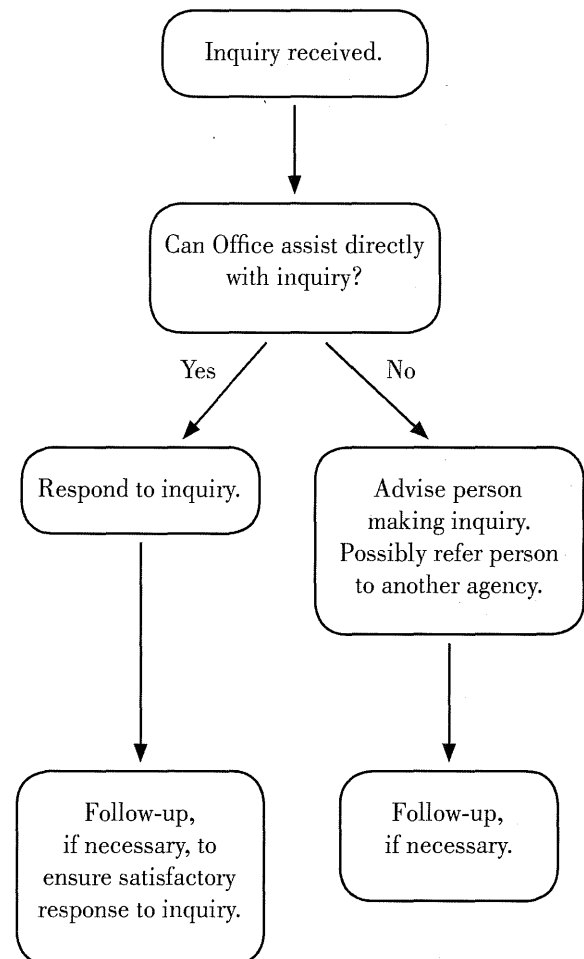 Inquiry received.
Can Office assist directly
with inquiry?
Yes
No
Respond to inquiry.
Advise person
making inquiry.
Possibly refer person
to another agency.
Follow-up,
if necessary, to
ensure satisfactory
response to inquiry.
Follow-up,
if necessary.